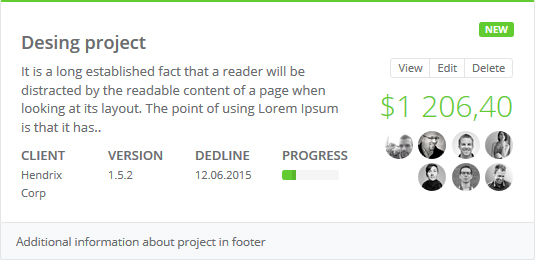 NEW
Desing project
View Edit Delete
It is a long established fact that a reader will be
distracted by the readable content of a page when
looking at its layout. The point of using Lorem Ipsum
is that it has..
$1 206,40
CLIENT VERSION DEDLINE PROGRESS
Hendrix 1.5.2 12.06.2015
Corp
Additional information about project in footer